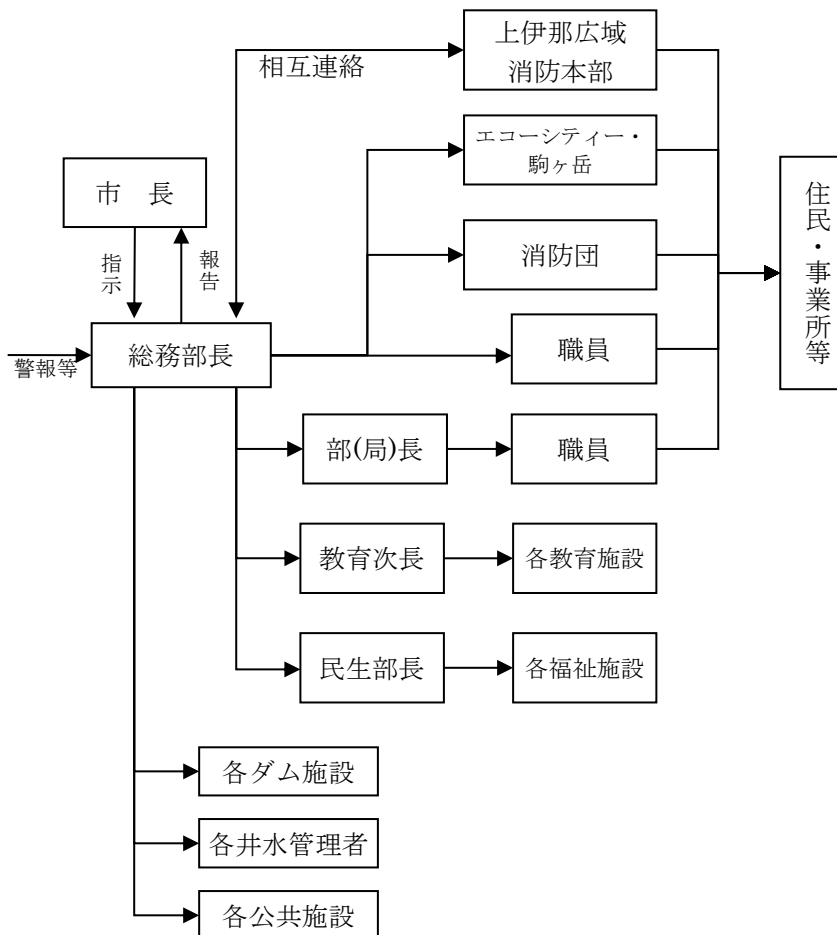 上伊那広域
消防本部
相互連絡
エコーシティー・
駒ヶ岳
市　長
住民・事業所等
指示
報告
消防団
総務部長
職員
警報等
部(局)長
職員
教育次長
各教育施設
民生部長
各福祉施設
各ダム施設
各井水管理者
各公共施設